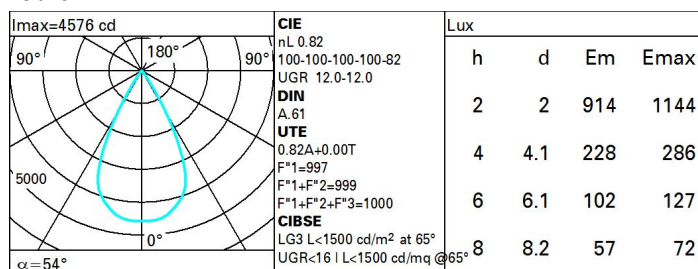 Imax=4576 cd
90°
180°
90°
5000
0°
α=54°
CIE
nL 0.82
100-100-100-100-82
UGR 12.0-12.0
DIN
A.61
UTE
0.82A+0.00T
F"1=997
F"1+F"2=999
F"1+F"2+F"3=1000
CIBSE
LG3 L<1500 cd/m² at 65°
UGR<16 | L<1500 cd/mq @65°
Lux
h d Em Emax
2 2 914 1144
4 4.1 228 286
6 6.1 102 127
8 8.2 57 72